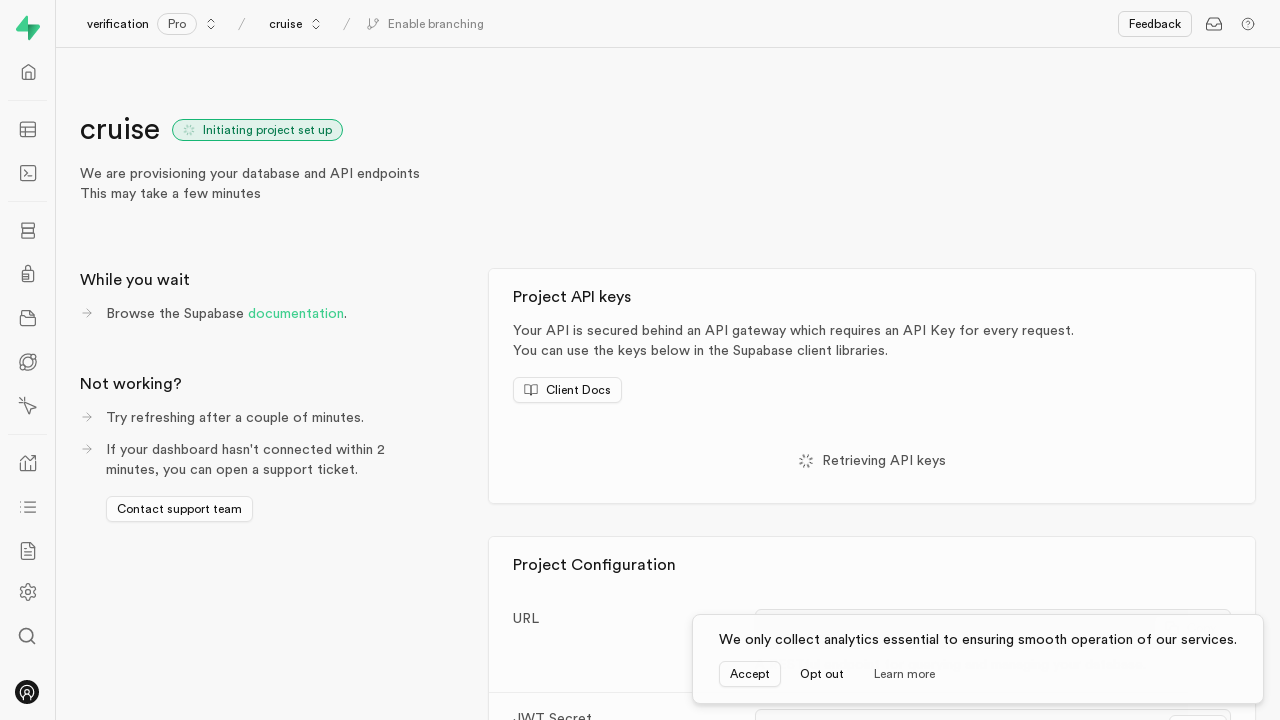 verification Pro / cruise / Enable branching
Feedback
cruise
Initiating project set up
We are provisioning your database and API endpoints
This may take a few minutes
While you wait
Browse the Supabase documentation.
Not working?
Try refreshing after a couple of minutes.
If your dashboard hasn't connected within 2
minutes, you can open a support ticket.
Contact support team
Project API keys
Your API is secured behind an API gateway which requires an API Key for every request.
You can use the keys below in the Supabase client libraries.
Client Docs
Retrieving API keys
Project Configuration
URL
JWT Secret
We only collect analytics essential to ensuring smooth operation of our services.
Accept
Opt out
Learn more